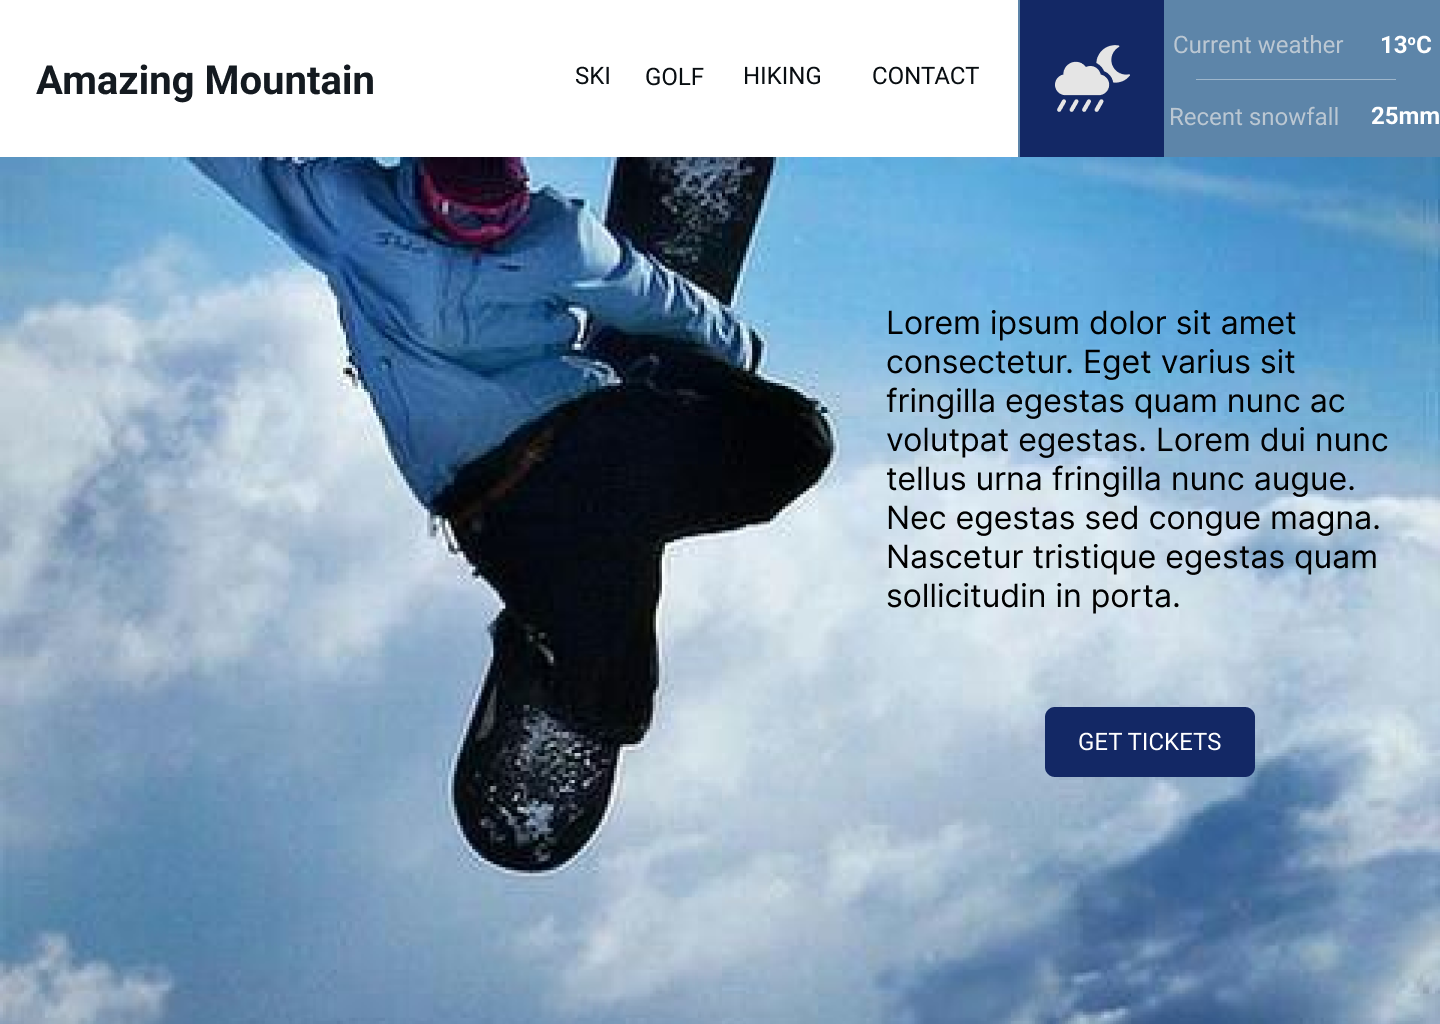 Amazing Mountain
SKI GOLF HIKING CONTACT
Current weather 13ºC
Recent snowfall 25mm
Lorem ipsum dolor sit amet
consectetur. Eget varius sit
fringilla egestas quam nunc ac
volutpat egestas. Lorem dui nunc
tellus urna fringilla nunc augue.
Nec egestas sed congue magna.
Nascetur tristique egestas quam
sollicitudin in porta.
GET TICKETS